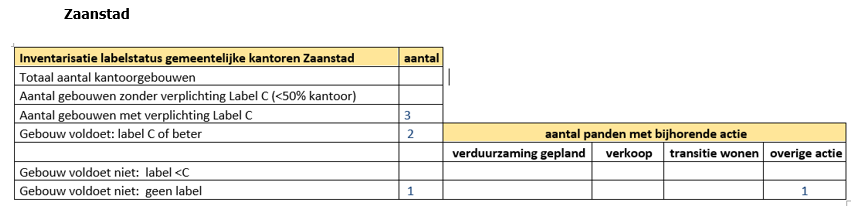 Zaanstad
Inventarisatie labelstatus gemeentelijke kantoren Zaanstad aantal
Totaal aantal kantoorgebouwen
Aantal gebouwen zonder verplichting Label C (<50% kantoor)
Aantal gebouwen met verplichting Label C 3
Gebouw voldoet: label C of beter 2 aantal panden met bijhorende actie
verduurzaming gepland verkoop transitie wonen overige actie
Gebouw voldoet niet: label <C
Gebouw voldoet niet: geen label 1 1